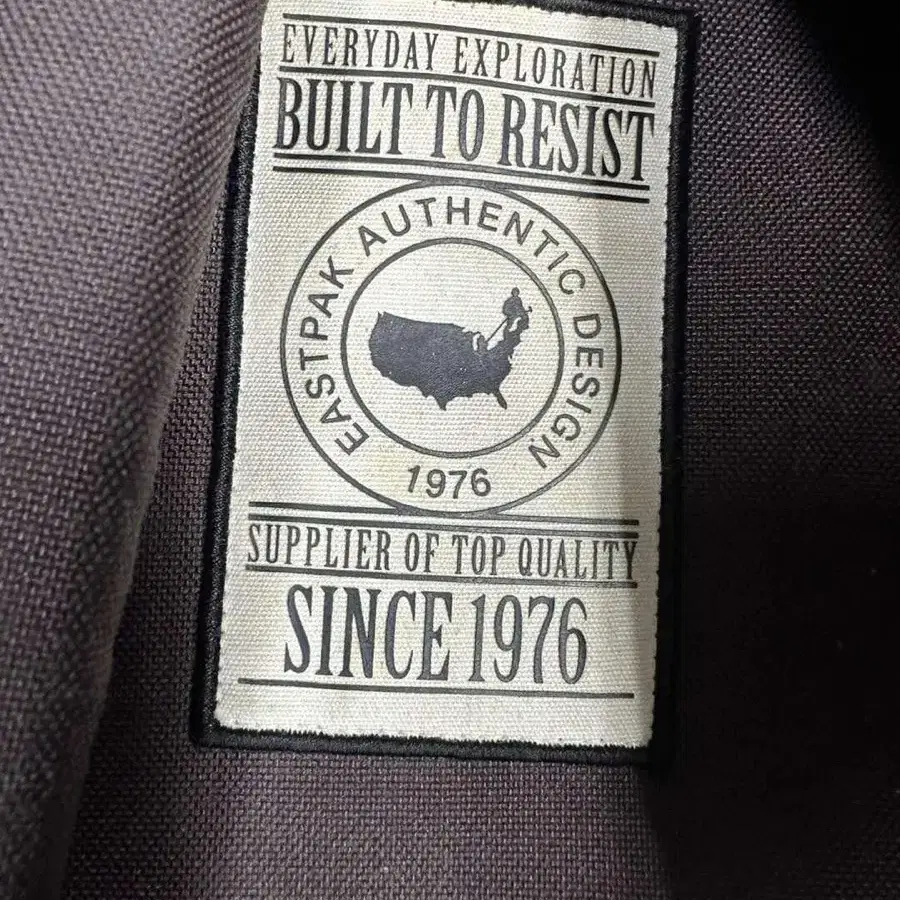 EVERYDAY EXPLORATION
BUILT TO RESIST
EASTPAK AUTHENTIC DESIGN
1976
SUPPLIER OF TOP QUALITY
SINCE 1976